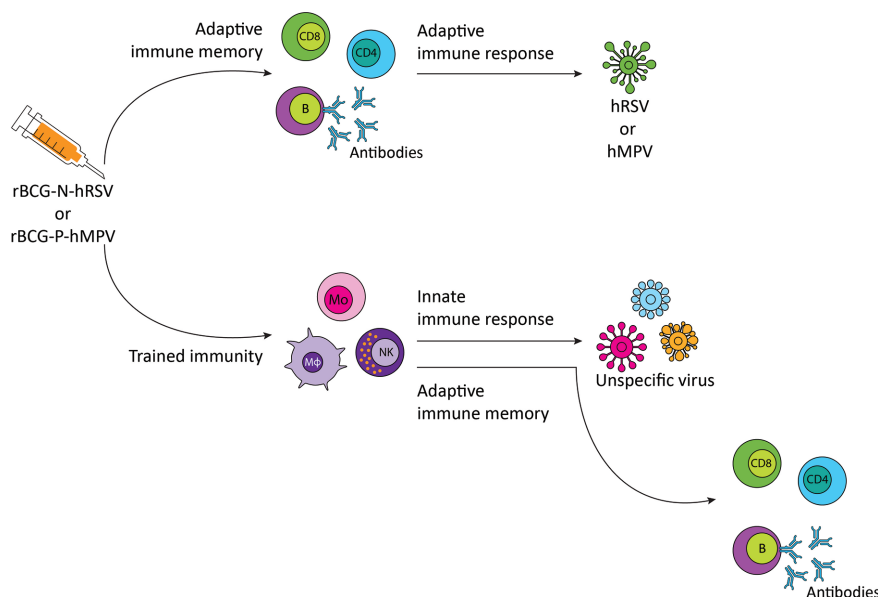 Adaptive
immune memory
CD8
CD4
B
Antibodies
Adaptive
immune response
hRSV
or
hMPV
rBCG-N-hRSV
or
rBCG-P-hMPV
Trained immunity
Mo
Mϕ
NK
Innate
immune response
Unspecific virus
Adaptive
immune memory
CD8
CD4
B
Antibodies